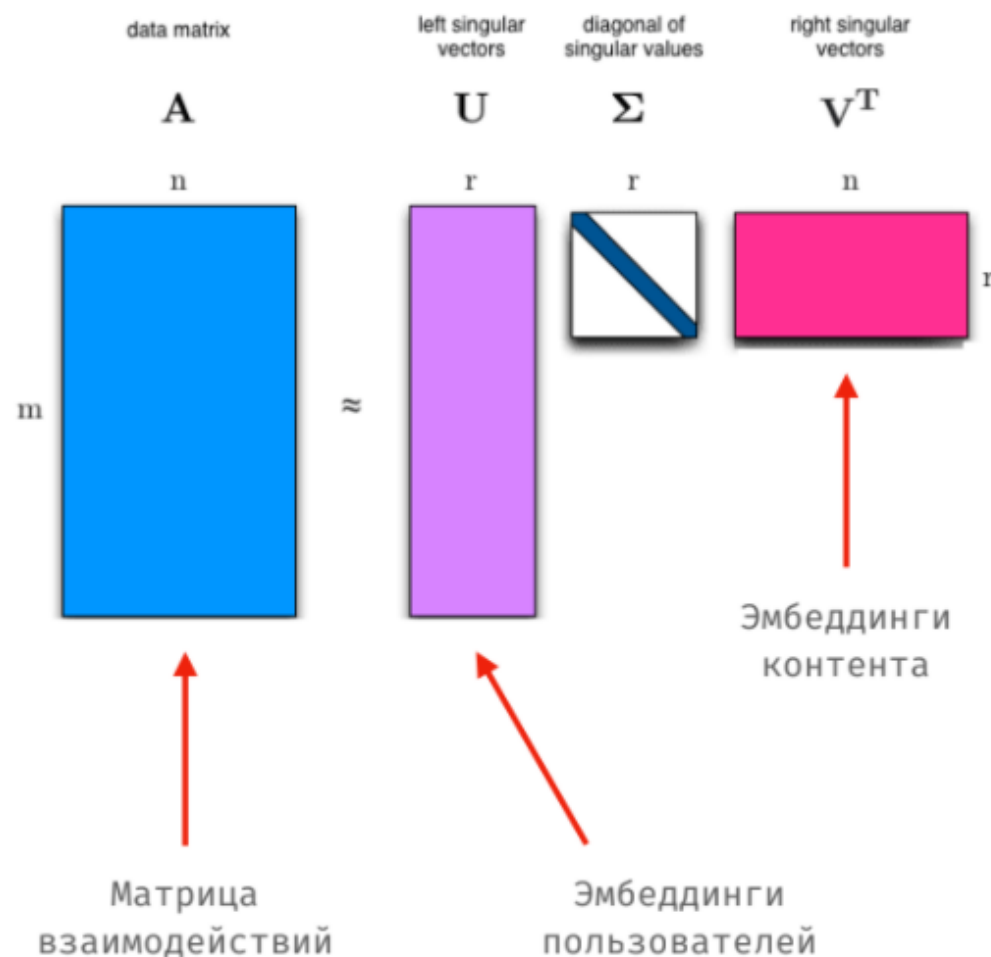 data matrix
left singular
vectors
diagonal of
singular values
right singular
vectors
A
U
Σ
V^T
n
r
r
n
m
≈
r
Эмбеддинги
контента
Матрица
взаимодействий
Эмбеддинги
пользователей